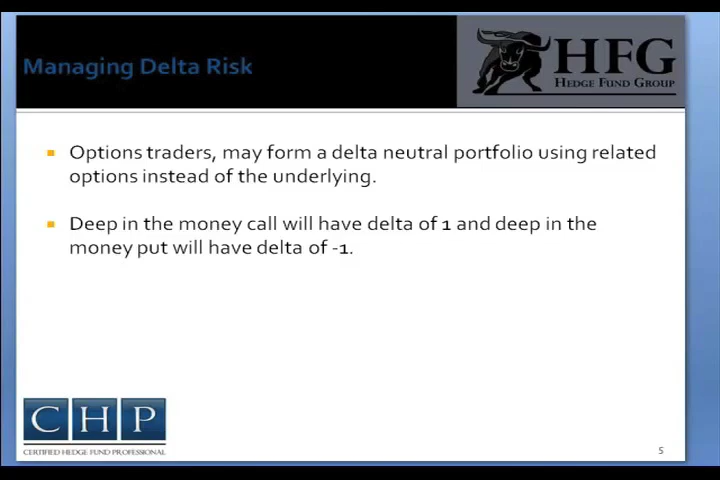 Managing Delta Risk
HFG
HEDGE FUND GROUP
Options traders, may form a delta neutral portfolio using related
options instead of the underlying.
Deep in the money call will have delta of 1 and deep in the
money put will have delta of -1.
CHP
CERTIFIED HEDGE FUND PROFESSIONAL
5